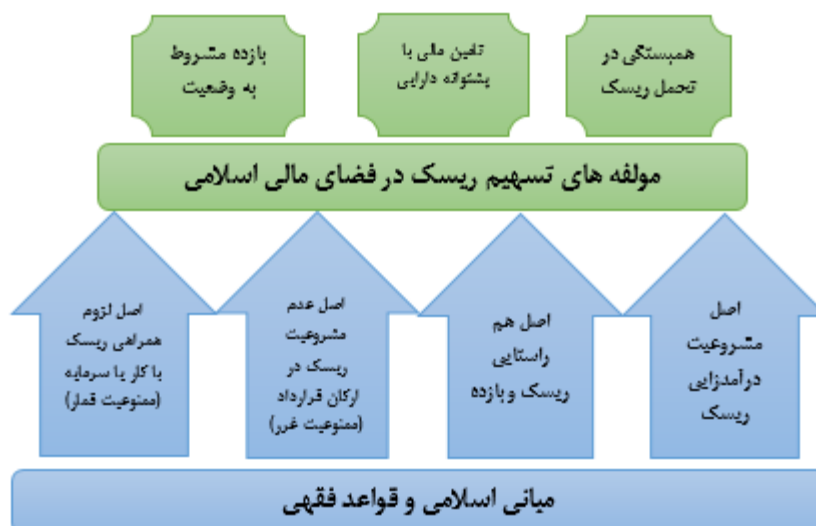 همبستگی در
تحمل ریسک
تامین مالی با
پشتوانه دارایی
بازده مشروط
به وضعیت
مولفه های تسهیم ریسک در فضای مالی اسلامی
اصل
مشروعیت
درآمدزایی
ریسک
اصل هم
راستایی
ریسک و بازده
اصل عدم
مشروعیت
ریسک در
ارکان قرارداد
(ممنوعیت غرر)
اصل لزوم
همراهی ریسک
با کار یا سرمایه
(ممنوعیت قمار)
مبانی اسلامی و قواعد فقهی